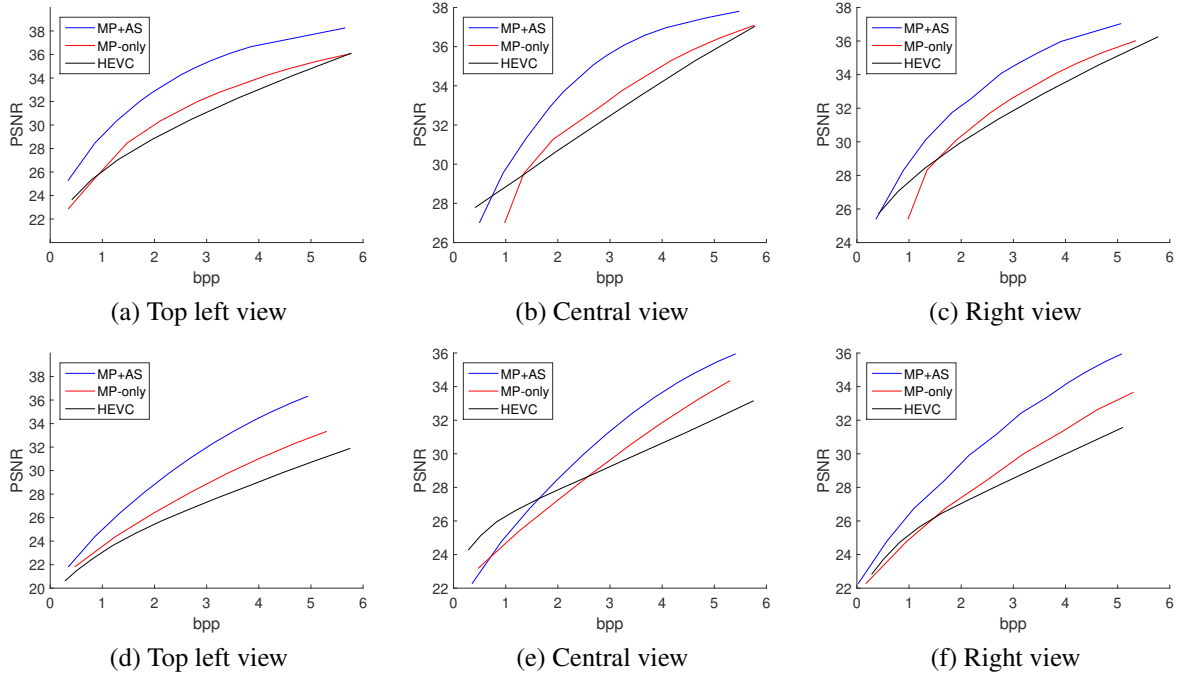 MP+AS
MP-only
HEVC
PSNR
38
36
34
32
30
28
26
24
22
0 1 2 3 4 5 6
bpp
(a) Top left view
MP+AS
MP-only
HEVC
PSNR
38
36
34
32
30
28
26
0 1 2 3 4 5 6
bpp
(b) Central view
MP+AS
MP-only
HEVC
PSNR
38
36
34
32
30
28
26
24
0 1 2 3 4 5 6
bpp
(c) Right view
MP+AS
MP-only
HEVC
PSNR
38
36
34
32
30
28
26
24
22
20
0 1 2 3 4 5 6
bpp
(d) Top left view
MP+AS
MP-only
HEVC
PSNR
36
34
32
30
28
26
24
22
0 1 2 3 4 5 6
bpp
(e) Central view
MP+AS
MP-only
HEVC
PSNR
36
34
32
30
28
26
24
22
0 1 2 3 4 5 6
bpp
(f) Right view